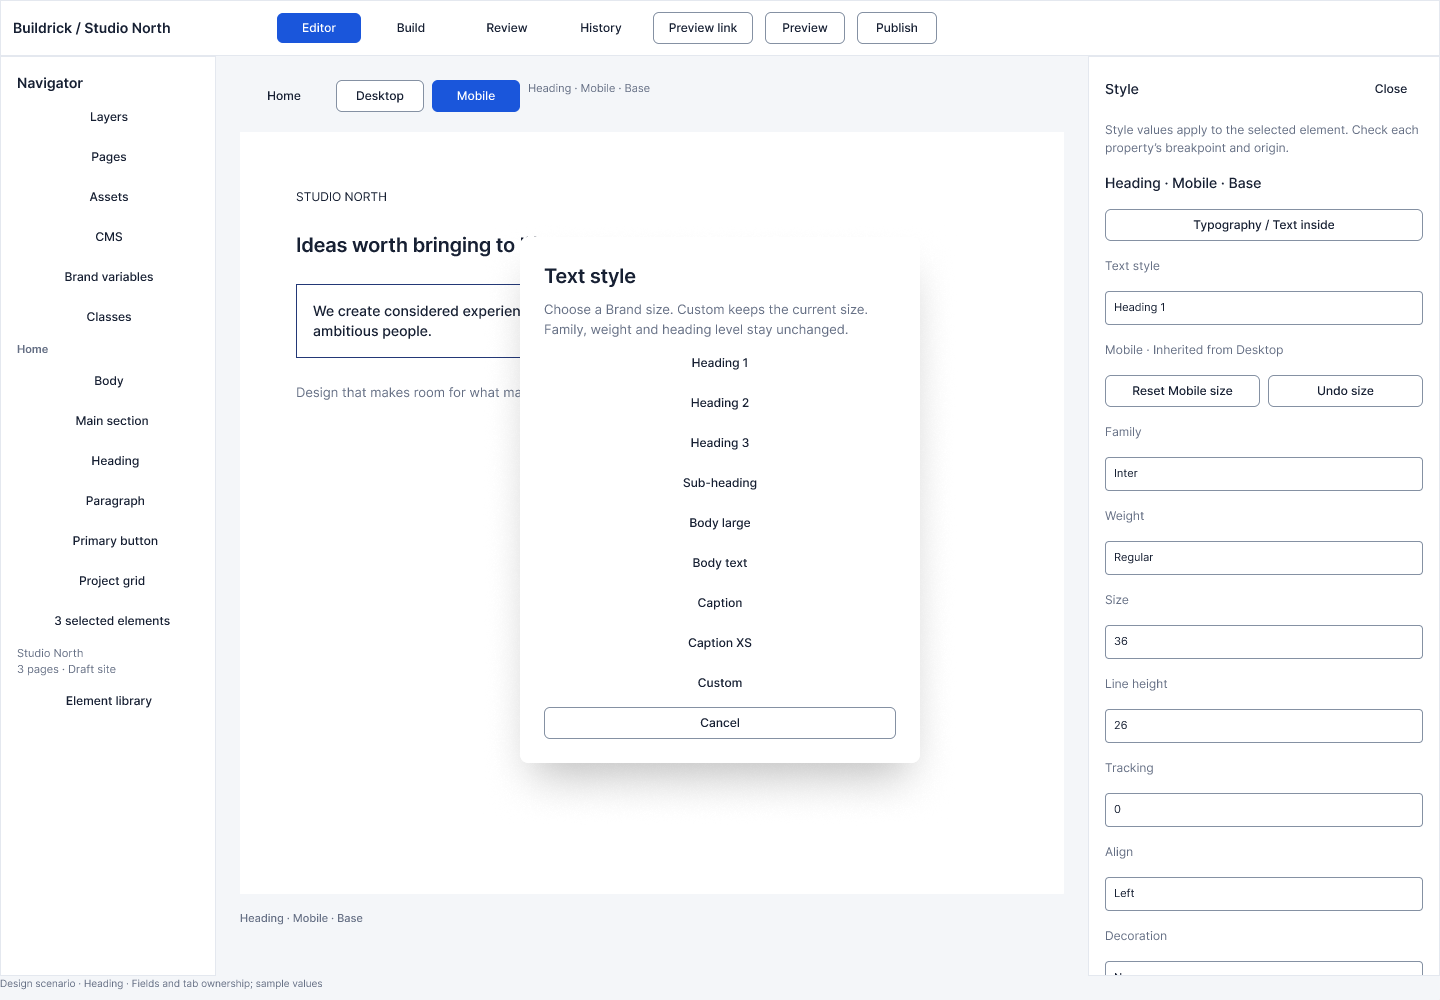 Buildrick / Studio North
Editor
Build
Review
History
Preview link
Preview
Publish
Navigator
Layers
Pages
Assets
CMS
Brand variables
Classes
Home
Body
Main section
Heading
Paragraph
Primary button
Project grid
3 selected elements
Studio North
3 pages · Draft site
Element library
Home
Desktop
Mobile
Heading · Mobile · Base
STUDIO NORTH
Ideas worth bringing to
We create considered experien
ambitious people.
Design that makes room for what ma
Text style
Choose a Brand size. Custom keeps the current size.
Family, weight and heading level stay unchanged.
Heading 1
Heading 2
Heading 3
Sub-heading
Body large
Body text
Caption
Caption XS
Custom
Cancel
Heading · Mobile · Base
Style
Close
Style values apply to the selected element. Check each
property’s breakpoint and origin.
Heading · Mobile · Base
Typography / Text inside
Text style
Heading 1
Mobile · Inherited from Desktop
Reset Mobile size
Undo size
Family
Inter
Weight
Regular
Size
36
Line height
26
Tracking
0
Align
Left
Decoration
Design scenario · Heading · Fields and tab ownership; sample values